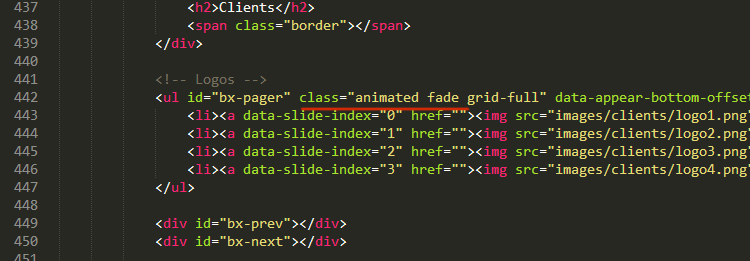 437 <h2>Clients</h2>
438 <span class="border"></span>
439 </div>
440
441 <!-- Logos -->
442 <ul id="bx-pager" class="animated fade grid-full" data-appear-bottom-offset
443 <li><a data-slide-index="0" href=""><img src="images/clients/logo1.png"
444 <li><a data-slide-index="1" href=""><img src="images/clients/logo2.png"
445 <li><a data-slide-index="2" href=""><img src="images/clients/logo3.png"
446 <li><a data-slide-index="3" href=""><img src="images/clients/logo4.png"
447 </ul>
448
449 <div id="bx-prev"></div>
450 <div id="bx-next"></div>
451